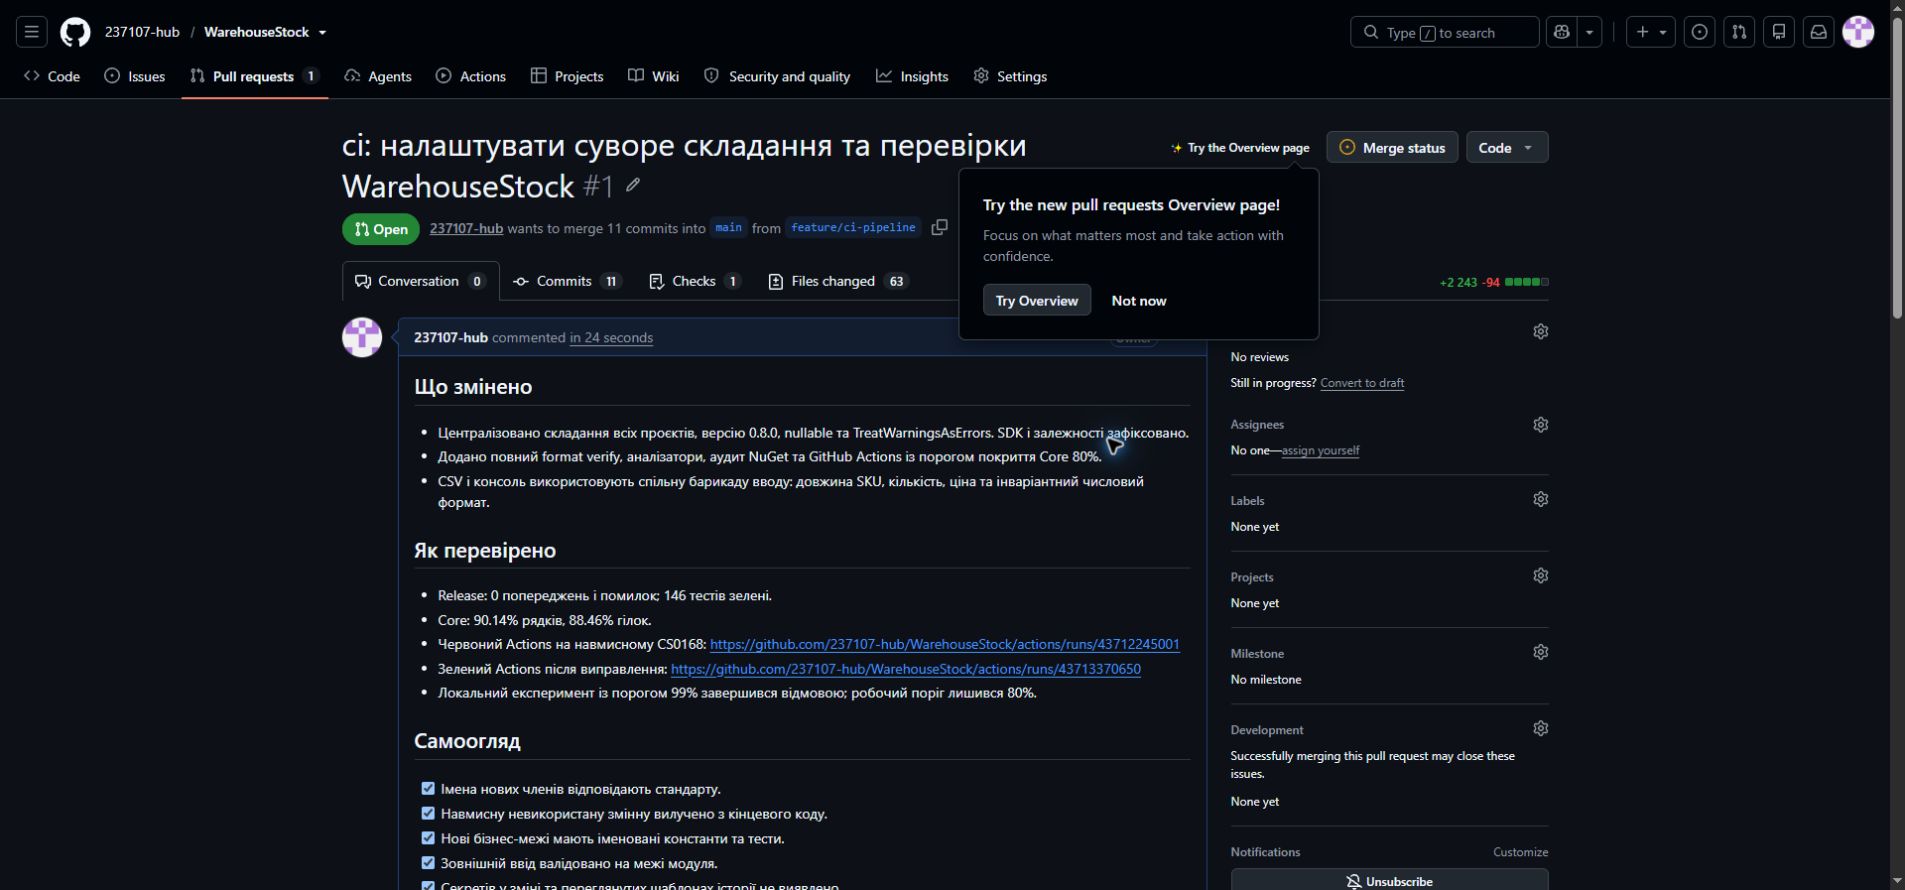 237107-hub / WarehouseStock
Type / to search
Code
Issues
Pull requests 1
Agents
Actions
Projects
Wiki
Security and quality
Insights
Settings
ci: налаштувати суворе складання та перевірки
WarehouseStock #1
Try the Overview page
Merge status
Code
Open
237107-hub wants to merge 11 commits into main from feature/ci-pipeline
Try the new pull requests Overview page!
Focus on what matters most and take action with
confidence.
Try Overview
Not now
Conversation 0
Commits 11
Checks 1
Files changed 63
+2 243 -94
237107-hub commented in 24 seconds
Що змінено
• Централізовано складання всіх проєктів, версію 0.8.0, nullable та TreatWarningsAsErrors. SDK і залежності зафіксовано.
• Додано повний format verify, аналізатори, аудит NuGet та GitHub Actions із порогом покриття Core 80%.
• CSV і консоль використовують спільну барикаду вводу: довжина SKU, кількість, ціна та інваріантний числовий
формат.
Як перевірено
• Release: 0 попереджень і помилок; 146 тестів зелені.
• Core: 90.14% рядків, 88.46% гілок.
• Червоний Actions на навмисному CS0168: https://github.com/237107-hub/WarehouseStock/actions/runs/43712245001
• Зелений Actions після виправлення: https://github.com/237107-hub/WarehouseStock/actions/runs/43713370650
• Локальний експеримент із порогом 99% завершився відмовою; робочий поріг лишився 80%.
Самоогляд
Імена нових членів відповідають стандарту.
Навмисну невикористану змінну вилучено з кінцевого коду.
Нові бізнес-межі мають іменовані константи та тести.
Зовнішній ввід валідовано на межі модуля.
Секретів у зміні та переглянутих шаблонах історії не виявлено.
No reviews
Still in progress? Convert to draft
Assignees
No one—assign yourself
Labels
None yet
Projects
None yet
Milestone
No milestone
Development
Successfully merging this pull request may close these
issues.
None yet
Notifications
Customize
Unsubscribe